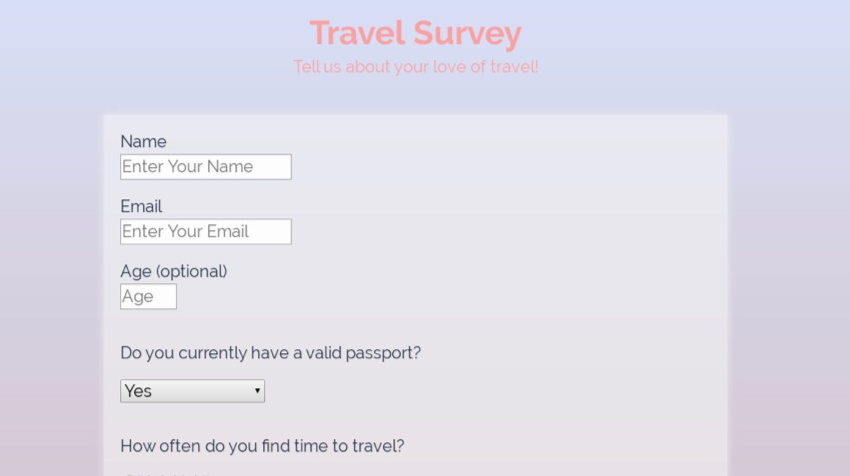 Travel Survey
Tell us about your love of travel!
Name
Enter Your Name
Email
Enter Your Email
Age (optional)
Age
Do you currently have a valid passport?
Yes
How often do you find time to travel?